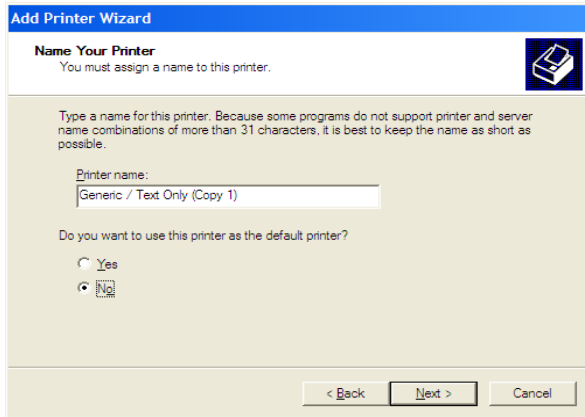 Add Printer Wizard
Name Your Printer
You must assign a name to this printer.
Type a name for this printer. Because some programs do not support printer and server
name combinations of more than 31 characters, it is best to keep the name as short as
possible.
Printer name:
Generic / Text Only (Copy 1)
Do you want to use this printer as the default printer?
Yes
No
< Back Next > Cancel